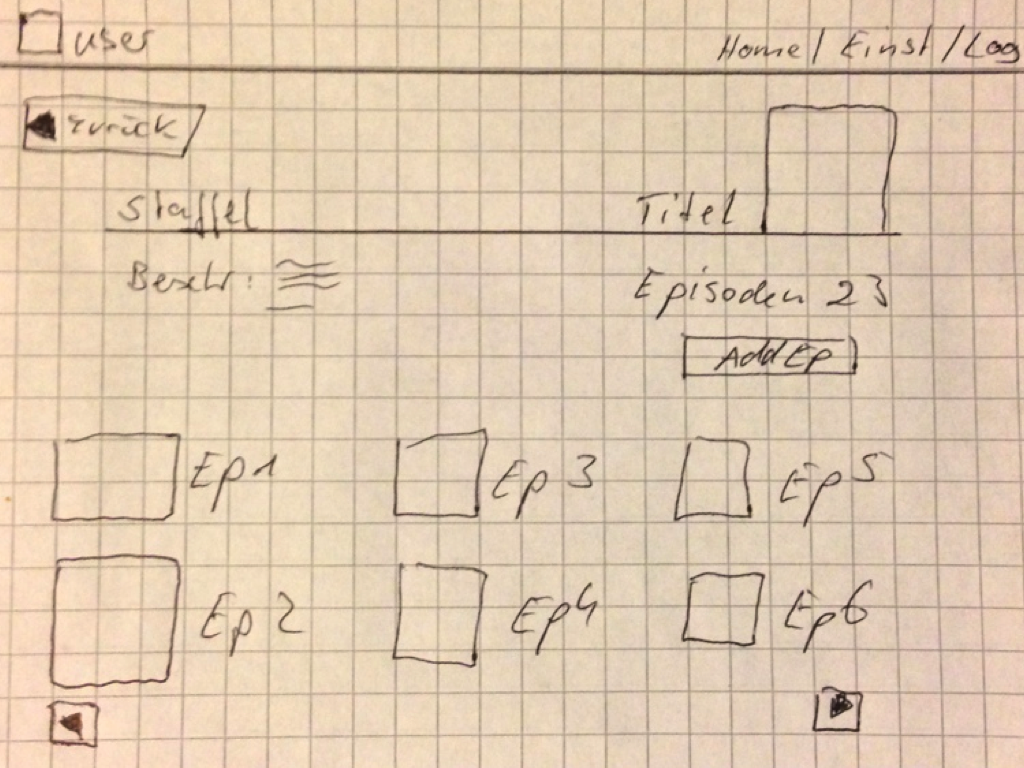 user Home / Einst / Log
zurück
Staffel Titel
Beschr:
Episoden 23
Add Ep
Ep 1 Ep 3 Ep 5
Ep 2 Ep 4 Ep 6